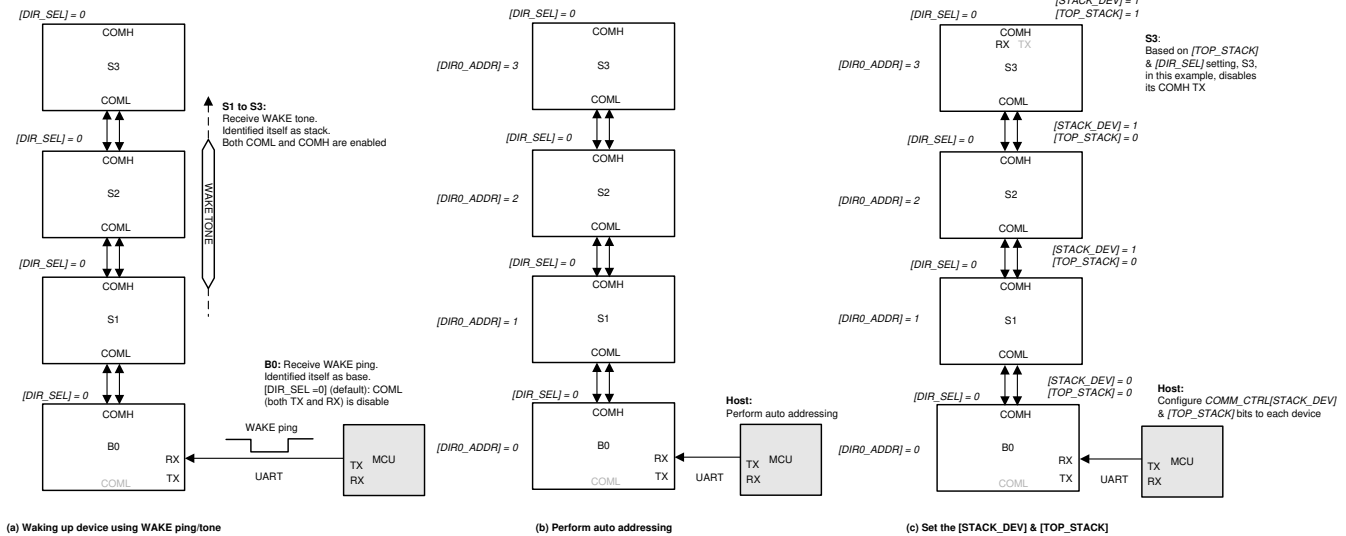 [DIR_SEL] = 0
COMH
S3
COML
[DIR_SEL] = 0
COMH
S2
COML
[DIR_SEL] = 0
COMH
S1
COML
[DIR_SEL] = 0
COMH
B0
RX
TX
COML
WAKE TONE
S1 to S3:
Receive WAKE tone.
Identified itself as stack.
Both COML and COMH are enabled
B0: Receive WAKE ping.
Identified itself as base.
[DIR_SEL =0] (default): COML
(both TX and RX) is disable
WAKE ping
UART
TX
RX
MCU
(a) Waking up device using WAKE ping/tone
[DIR_SEL] = 0
COMH
[DIR0_ADDR] = 3
S3
COML
[DIR_SEL] = 0
COMH
[DIR0_ADDR] = 2
S2
COML
[DIR_SEL] = 0
COMH
[DIR0_ADDR] = 1
S1
COML
[DIR_SEL] = 0
COMH
[DIR0_ADDR] = 0
B0
RX
TX
COML
Host:
Perform auto addressing
UART
TX
RX
MCU
(b) Perform auto addressing
[DIR_SEL] = 0
[STACK_DEV] = 1
[TOP_STACK] = 1
COMH
RX TX
[DIR0_ADDR] = 3
S3
COML
S3:
Based on [TOP_STACK]
& [DIR_SEL] setting, S3,
in this example, disables
its COMH TX
[DIR_SEL] = 0
[STACK_DEV] = 1
[TOP_STACK] = 0
COMH
[DIR0_ADDR] = 2
S2
COML
[DIR_SEL] = 0
[STACK_DEV] = 1
[TOP_STACK] = 0
COMH
[DIR0_ADDR] = 1
S1
COML
[DIR_SEL] = 0
[STACK_DEV] = 0
[TOP_STACK] = 0
COMH
[DIR0_ADDR] = 0
B0
RX
TX
COML
Host:
Configure COMM_CTRL[STACK_DEV]
& [TOP_STACK] bits to each device
UART
TX
RX
MCU
(c) Set the [STACK_DEV] & [TOP_STACK]